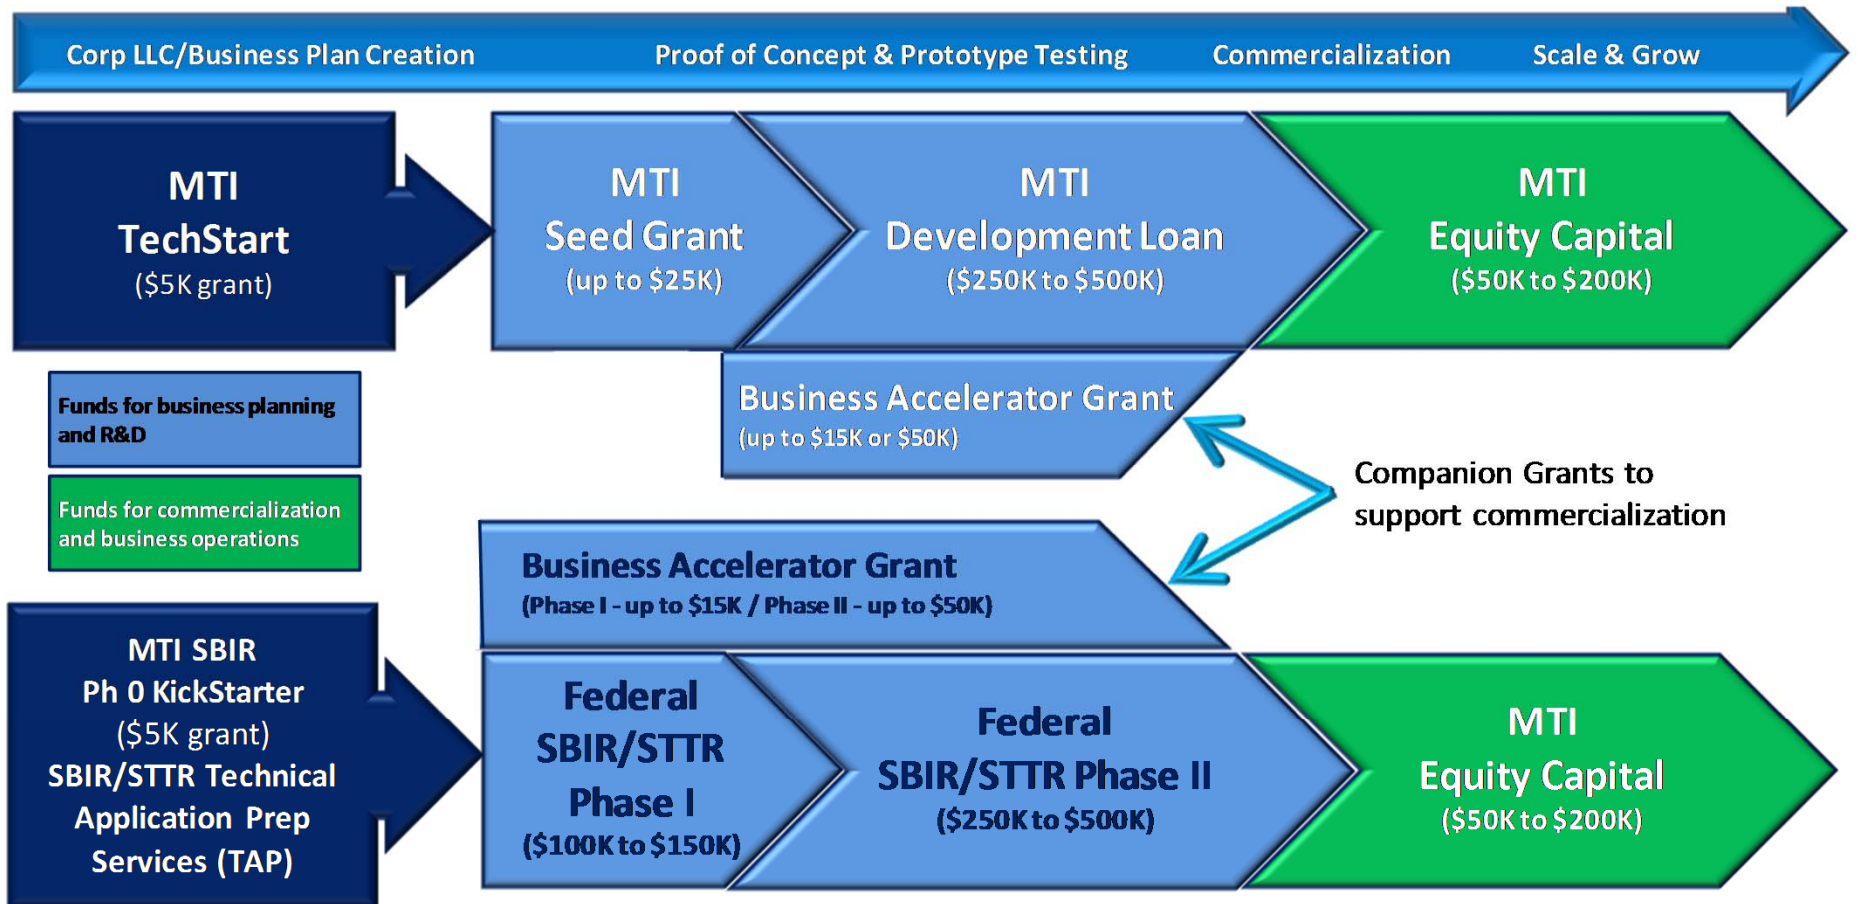 Corp LLC/Business Plan Creation
Proof of Concept & Prototype Testing
Commercialization
Scale & Grow
MTI
TechStart
($5K grant)
MTI
Seed Grant
(up to $25K)
MTI
Development Loan
($250K to $500K)
MTI
Equity Capital
($50K to $200K)
Funds for business planning
and R&D
Funds for commercialization
and business operations
Business Accelerator Grant
(up to $15K or $50K)
Companion Grants to
support commercialization
Business Accelerator Grant
(Phase I - up to $15K / Phase II - up to $50K)
MTI SBIR
Ph 0 KickStarter
($5K grant)
SBIR/STTR Technical
Application Prep
Services (TAP)
Federal
SBIR/STTR
Phase I
($100K to $150K)
Federal
SBIR/STTR Phase II
($250K to $500K)
MTI
Equity Capital
($50K to $200K)